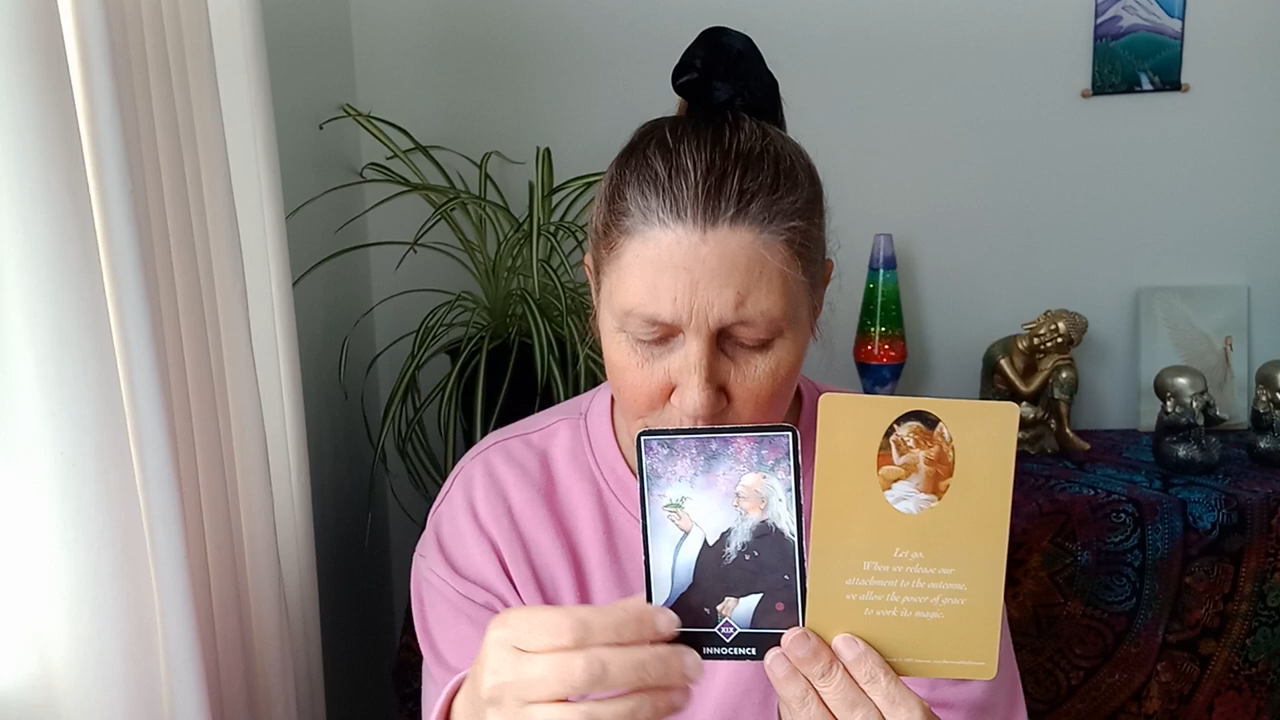 XIX
INNOCENCE
Let go.
When we release our
attachment to the outcome,
we allow the power of grace
to work its magic.